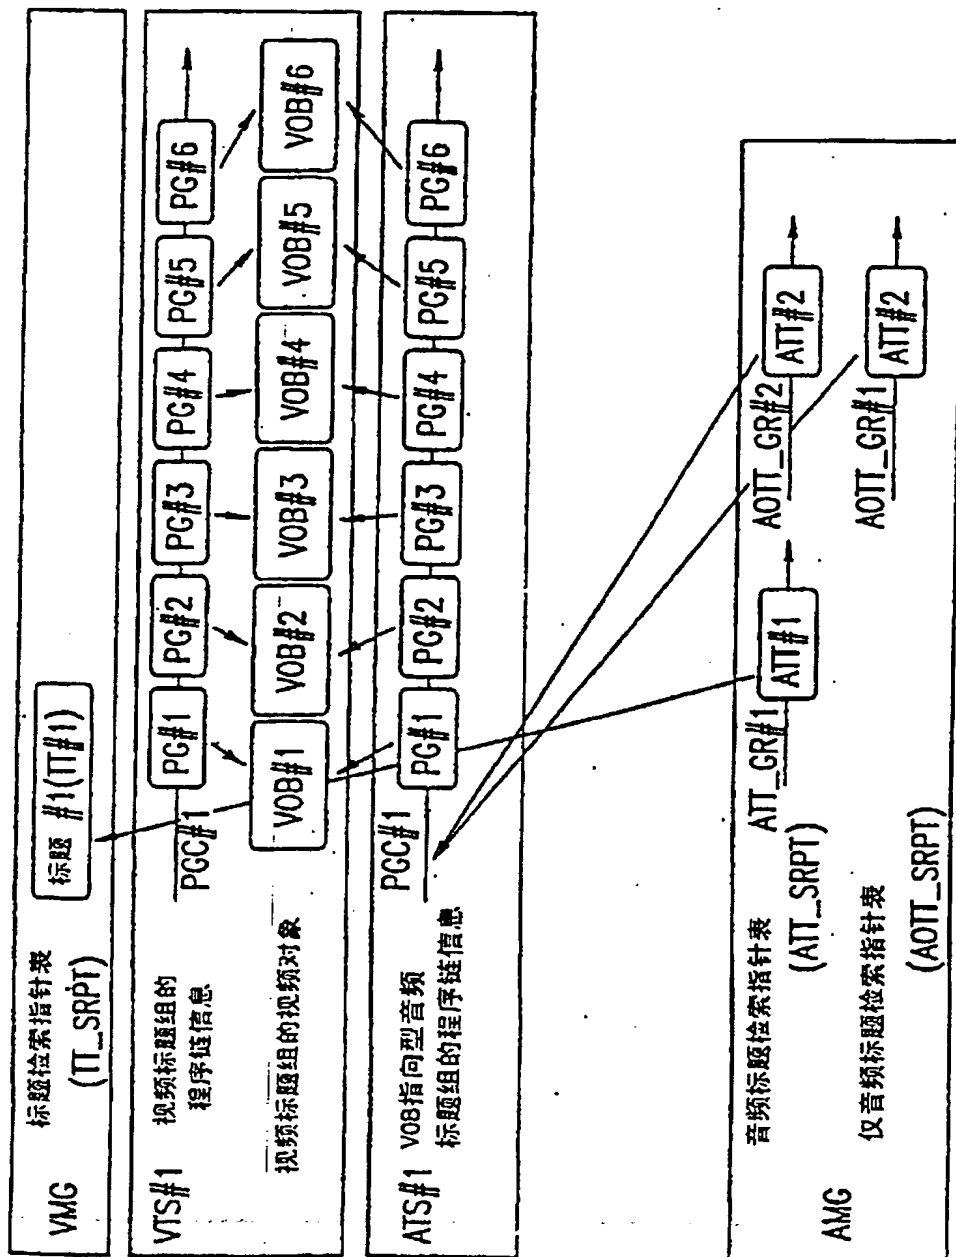 VMG
标题检索指针表
(TT_SRPT)
标题 #1(TT#1)
VTS#1
视频标题组的
程序链信息
PGC#1
PG#1
PG#2
PG#3
PG#4
PG#5
PG#6
视频标题组的视频对象
VOB#1
VOB#2
VOB#3
VOB#4
VOB#5
VOB#6
ATS#1
VOB指向型音频
标题组的程序链信息
PGC#1
PG#1
PG#2
PG#3
PG#4
PG#5
PG#6
AMG
音频标题检索指针表
(ATT_SRPT)
ATT_GR#1
ATT#1
AOTT_GR#2
ATT#2
仅音频标题检索指针表
(AOTT_SRPT)
AOTT_GR#1
ATT#2